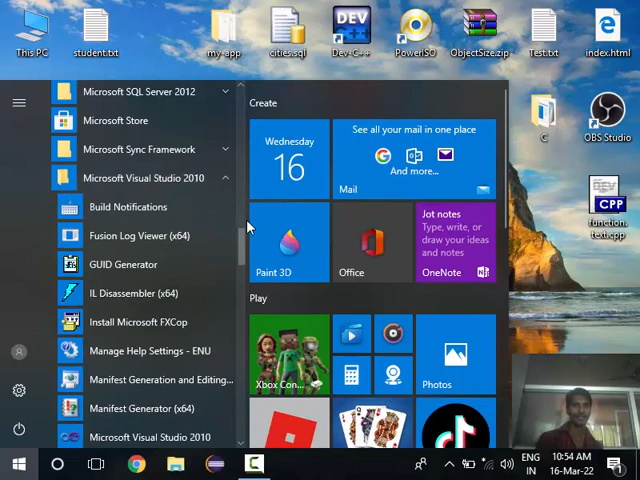 This PC
student.txt
my-app
cities.sql
Dev-C++
PowerISO
ObjectSize.zip
Test.txt
index.html
DEV
C++
Microsoft SQL Server 2012
Microsoft Store
Microsoft Sync Framework
Microsoft Visual Studio 2010
Build Notifications
Fusion Log Viewer (x64)
GUID Generator
IL Disassembler (x64)
Install Microsoft FXCop
Manage Help Settings - ENU
Manifest Generation and Editing...
Manifest Generator (x64)
Microsoft Visual Studio 2010
Create
Wednesday
16
See all your mail in one place
And more...
Mail
Paint 3D
Office
Jot notes
Type, write, or
draw your ideas
and notes
OneNote
Play
Xbox Con...
Photos
C
OBS Studio
DEV
CPP
function.
text.cpp
ENG
IN
10:54 AM
16-Mar-22
1